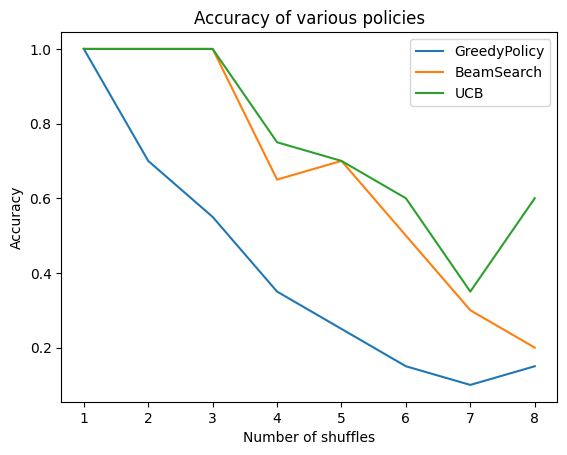 Accuracy of various policies
GreedyPolicy
BeamSearch
UCB
1.0
0.8
0.6
0.4
0.2
Accuracy
1 2 3 4 5 6 7 8
Number of shuffles